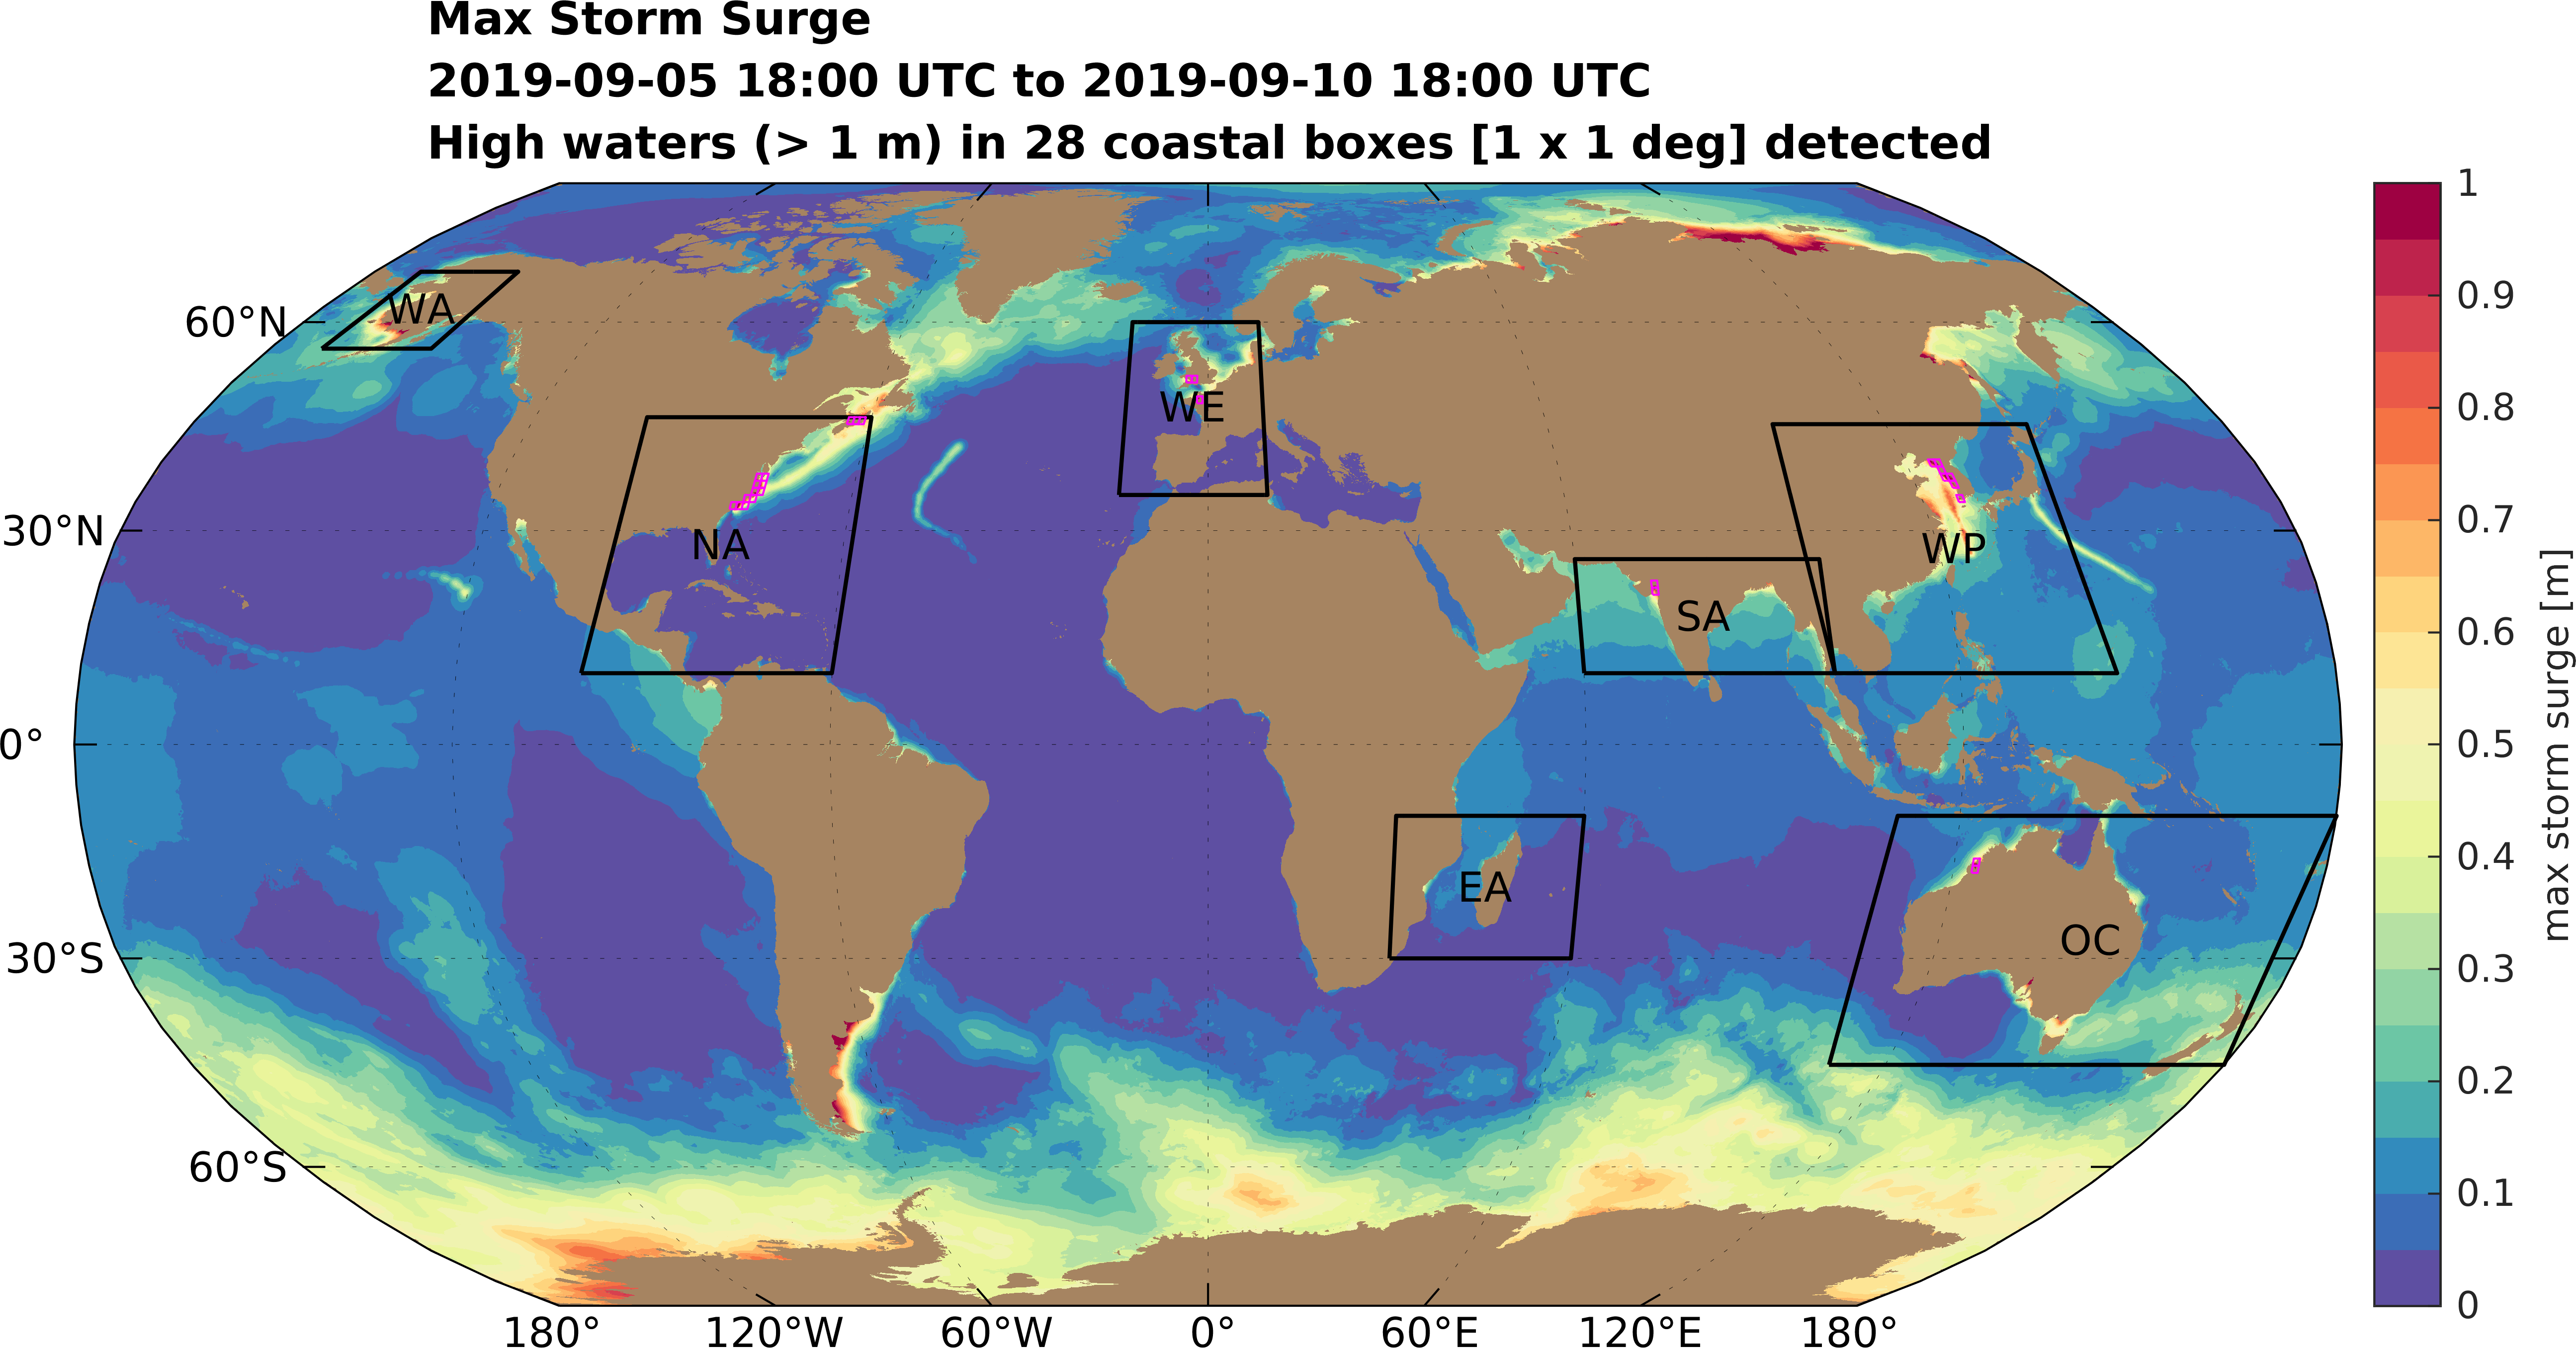 Max Storm Surge
2019-09-05 18:00 UTC to 2019-09-10 18:00 UTC
High waters (> 1 m) in 28 coastal boxes [1 x 1 deg] detected
60°N
30°N
0°
30°S
60°S
WA
NA
WE
SA
WP
EA
OC
180°
120°W
60°W
0°
60°E
120°E
180°
1
0.9
0.8
0.7
0.6
0.5
0.4
0.3
0.2
0.1
0
max storm surge [m]